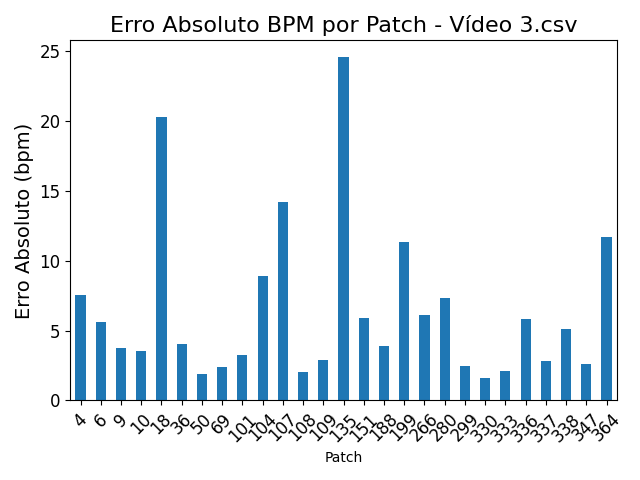 Erro Absoluto BPM por Patch - Vídeo 3.csv
Erro Absoluto (bpm)
25
20
15
10
5
0
4 6 9 10 18 36 50 69 101 104 107 108 109 135 151 188 199 266 280 299 330 333 336 337 338 347 364
Patch